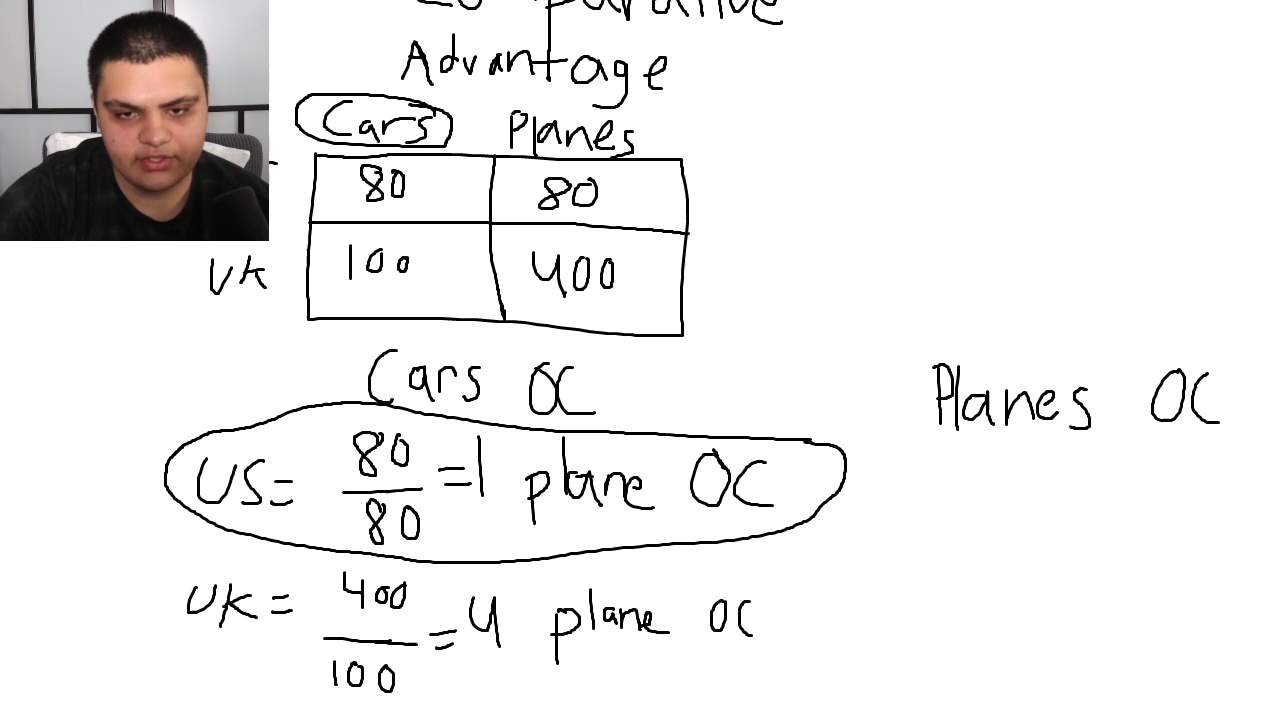 Comparative
Advantage
Cars Planes
80 80
UK 100 400
Cars OC
Planes OC
US= 80/80 =1 plane OC
UK= 400/100 =4 plane OC